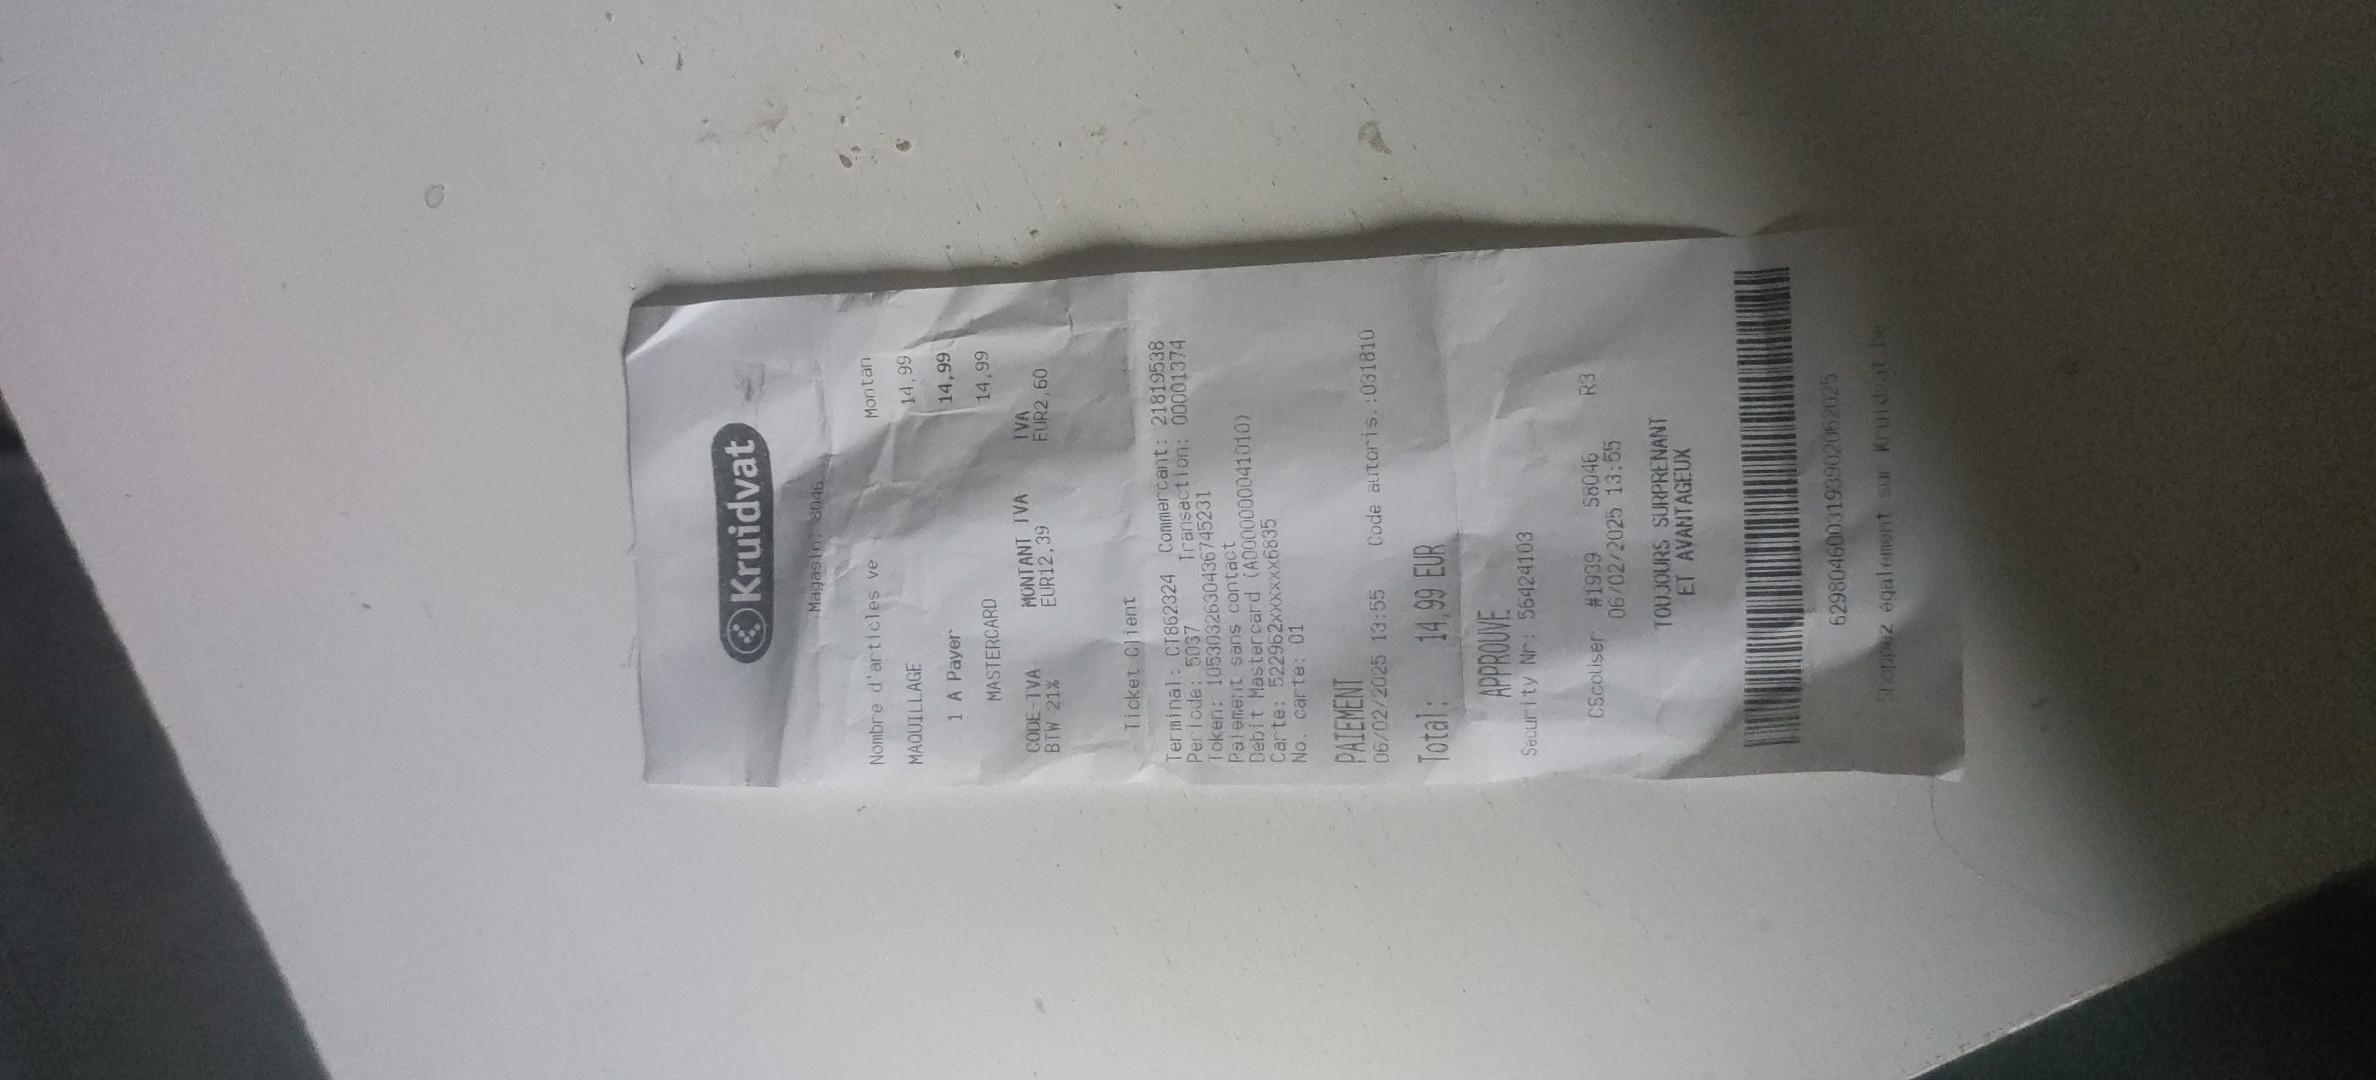 Kruidvat
Magasin: 8046
Nombre d'articles ve Montan
MAQUILLAGE 14,99
1 A Payer 14,99
MASTERCARD 14,99
CODE-TVA MONTANT TVA TVA
BTW 21% EUR12,39 EUR2,60
Ticket Client
Terminal: CT862324 Commercant: 21819538
Periode: 5037 Transaction: 00001374
Token: 1053032630436745231
Paiement sans contact
Debit Mastercard (A0000000041010)
Carte: 522962xxxxxxx6835
No. carte: 01
PAIEMENT
06/02/2025 13:55 Code autoris.:031810
Total: 14,99 EUR
APPROUVE
Security Nr: 56424103
CScouiser #1939 S8046 R3
06/02/2025 13:55
TOUJOURS SURPRENANT
ET AVANTAGEUX
6298046003193902062025
Shoppez également sur Kruidvat.be